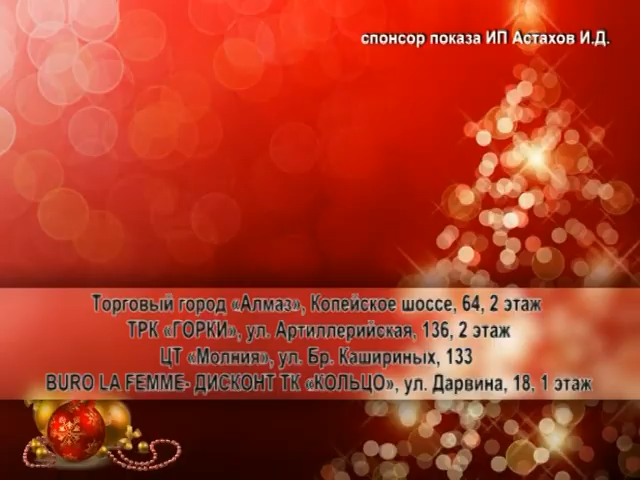 спонсор показа ИП Астахов И.Д.
Торговый город «Алмаз», Копейское шоссе, 64, 2 этаж
ТРК «ГОРКИ», ул. Артиллерийская, 136, 2 этаж
ЦТ «Молния», ул. Бр. Кашириных, 133
BURO LA FEMME- ДИСКОНТ ТК «КОЛЬЦО», ул. Дарвина, 18, 1 этаж